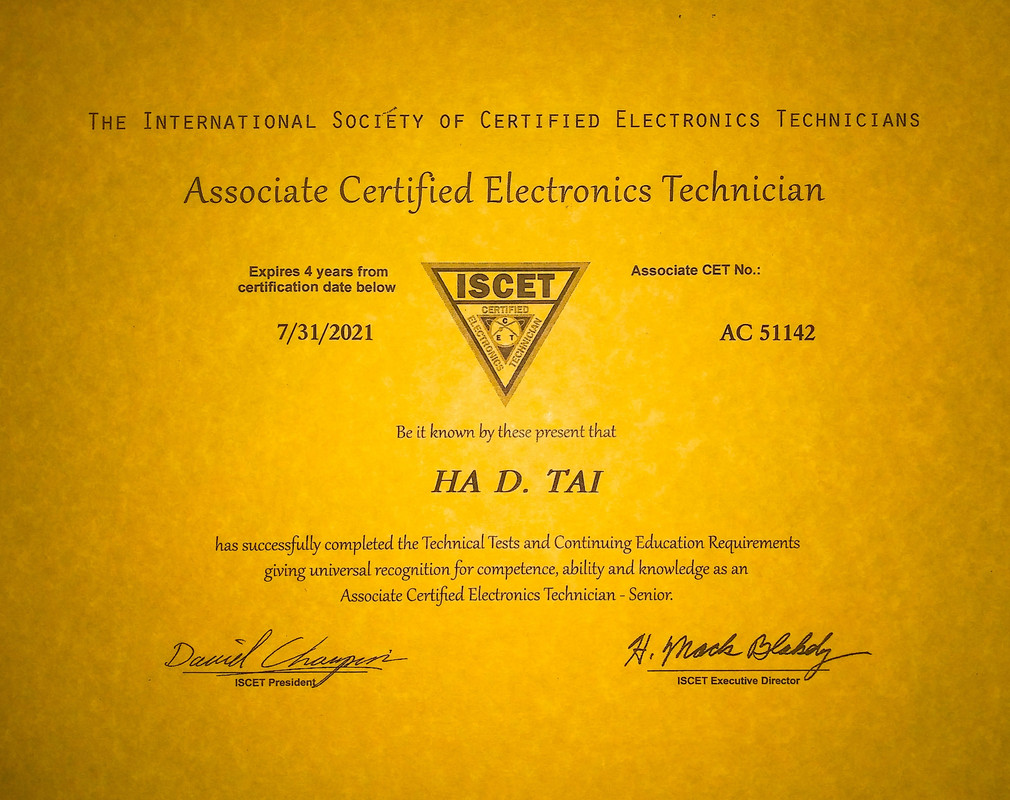 THE INTERNATIONAL SOCIETY OF CERTIFIED ELECTRONICS TECHNICIANS
Associate Certified Electronics Technician
Expires 4 years from
certification date below
7/31/2021
ISCET
CERTIFIED
ELECTRONICS
TECHNICIAN
C
E T
Associate CET No.:
AC 51142
Be it known by these present that
HA D. TAI
has successfully completed the Technical Tests and Continuing Education Requirements
giving universal recognition for competence, ability and knowledge as an
Associate Certified Electronics Technician - Senior.
Daniel Champion
ISCET President
H. Mack Blakely
ISCET Executive Director